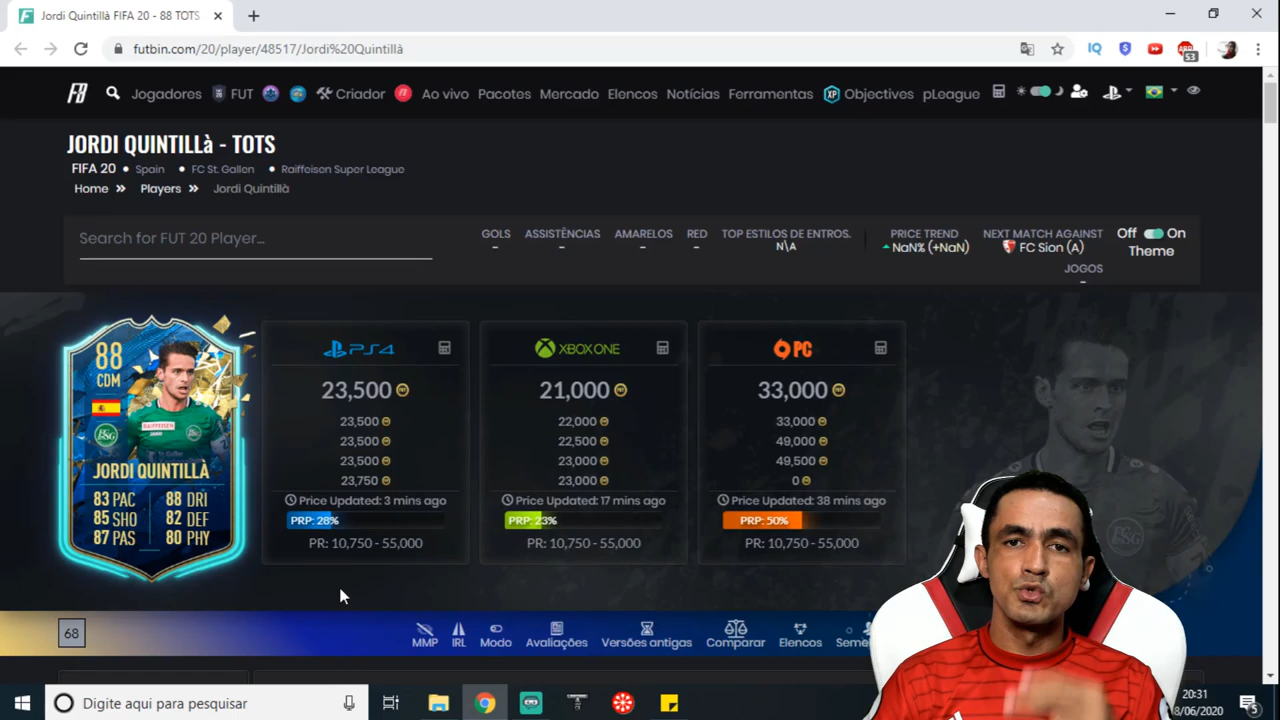 Jordi Quintillà FIFA 20 - 88 TOTS
futbin.com/20/player/48517/Jordi%20Quintillà
IQ
$
53
F8 Jogadores FUT Criador Ao vivo Pacotes Mercado Elencos Notícias Ferramentas XP Objectives pLeague
JORDI QUINTILLà - TOTS
FIFA 20 • Spain • FC St. Gallen • Raiffeisen Super League
Home » Players » Jordi Quintillà
Search for FUT 20 Player...
GOLS ASSISTÊNCIAS AMARELOS RED TOP ESTILOS DE ENTROS. PRICE TREND NEXT MATCH AGAINST Off On
- - - - N/A NaN% (+NaN) FC Sion (A) Theme
JOGOS
-
88
CDM
JORDI QUINTILLÀ
83 PAC 88 DRI
85 SHO 82 DEF
87 PAS 80 PHY
RAIFFEISEN
PS4
23,500
23,500
23,500
23,500
23,750
Price Updated: 3 mins ago
PRP: 28%
PR: 10,750 - 55,000
XBOX ONE
21,000
22,000
22,500
23,000
23,000
Price Updated: 17 mins ago
PRP: 23%
PR: 10,750 - 55,000
PC
33,000
33,000
49,000
49,500
0
Price Updated: 38 mins ago
PRP: 50%
PR: 10,750 - 55,000
68
MMP IRL Modo Avaliações Versões antigas Comparar Elencos
Digite aqui para pesquisar
20:31
8/06/2020
5